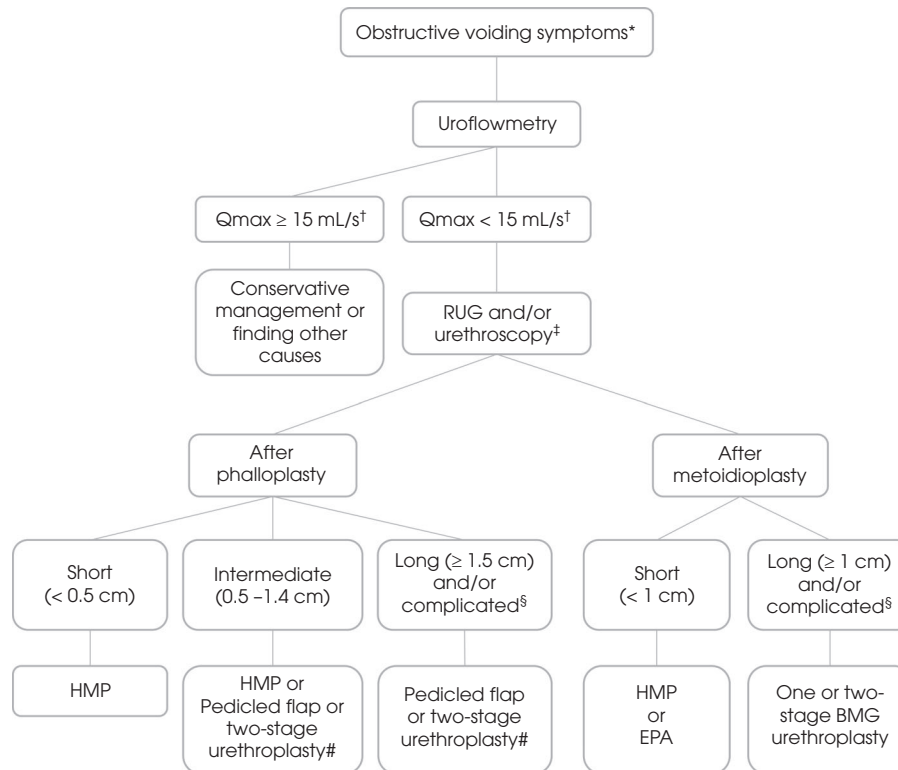 Obstructive voiding symptoms*
Uroflowmetry
Qmax ≥ 15 mL/s†
Qmax < 15 mL/s†
Conservative
management or
finding other
causes
RUG and/or
urethroscopy‡
After
phalloplasty
After
metoidioplasty
Short
(< 0.5 cm)
Intermediate
(0.5 –1.4 cm)
Long (≥ 1.5 cm)
and/or
complicated§
Short
(< 1 cm)
Long (≥ 1 cm)
and/or
complicated§
HMP
HMP or
Pedicled flap or
two-stage
urethroplasty#
Pedicled flap
or two-stage
urethroplasty#
HMP
or
EPA
One or two-
stage BMG
urethroplasty